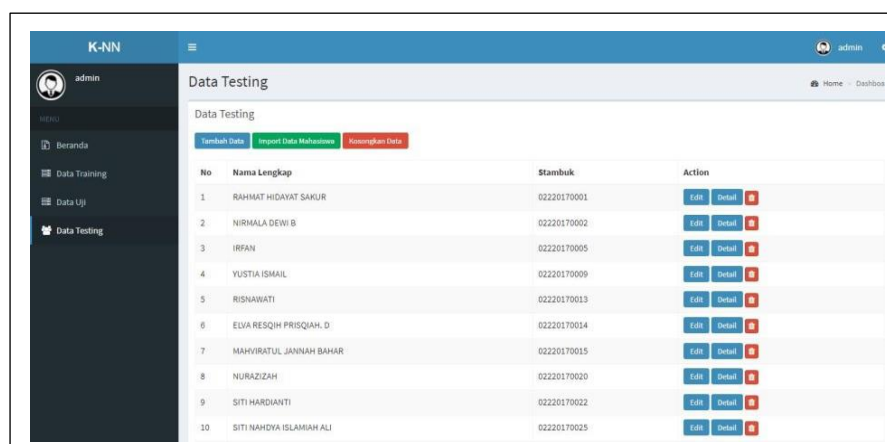 K-NN
admin
admin
Data Testing
Home > Dashboa
MENU
Beranda
Data Training
Data Uji
Data Testing
Data Testing
Tambah Data Import Data Mahasiswa Kosongkan Data
No Nama Lengkap Stambuk Action
1 RAHMAT HIDAYAT SAKUR 02220170001 Edit Detail
2 NIRMALA DEWI B 02220170002 Edit Detail
3 IRFAN 02220170005 Edit Detail
4 YUSTIA ISMAIL 02220170009 Edit Detail
5 RISNAWATI 02220170013 Edit Detail
6 ELVA RESQIH PRISQIAH. D 02220170014 Edit Detail
7 MAHVIRATUL JANNAH BAHAR 02220170015 Edit Detail
8 NURAZIZAH 02220170020 Edit Detail
9 SITI HARDIANTI 02220170022 Edit Detail
10 SITI NAHDYA ISLAMIAH ALI 02220170025 Edit Detail